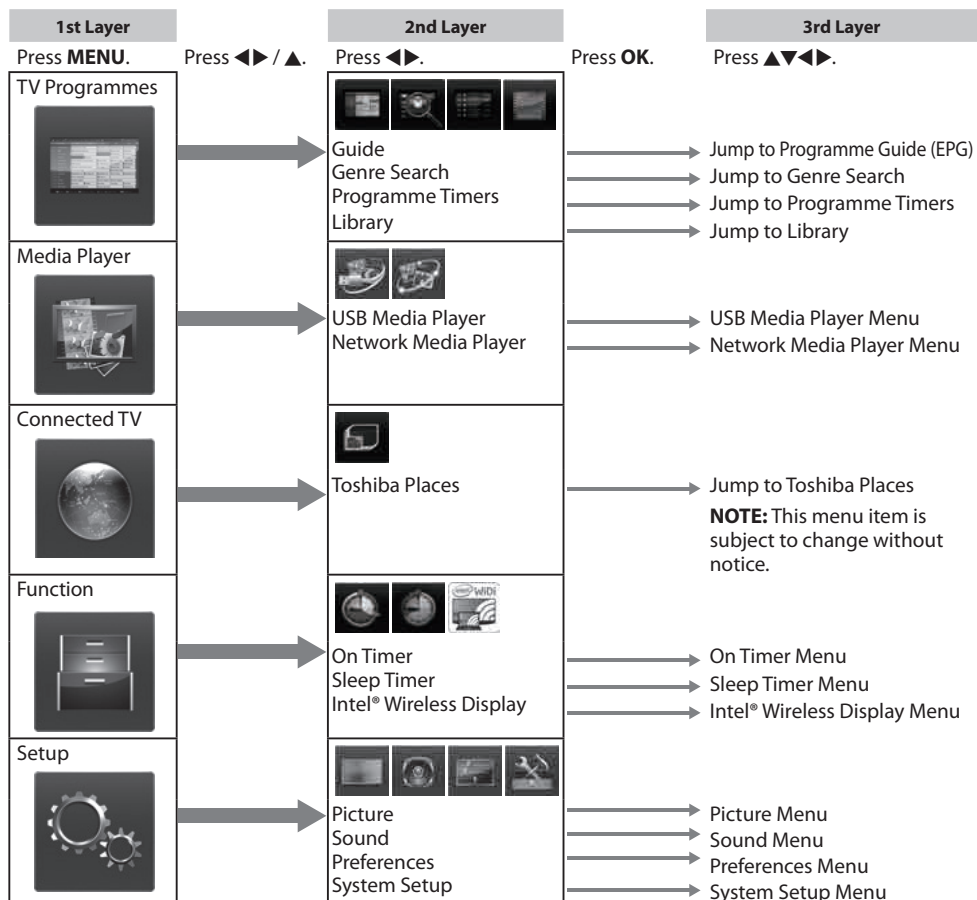 1st Layer
2nd Layer
3rd Layer
Press MENU.
Press ◀▶ / ▲.
Press ◀▶.
Press OK.
Press ▲▼◀▶.
TV Programmes
Guide
Genre Search
Programme Timers
Library
Jump to Programme Guide (EPG)
Jump to Genre Search
Jump to Programme Timers
Jump to Library
Media Player
USB Media Player
Network Media Player
USB Media Player Menu
Network Media Player Menu
Connected TV
Toshiba Places
Jump to Toshiba Places
NOTE: This menu item is
subject to change without
notice.
Function
WiDi
On Timer
Sleep Timer
Intel® Wireless Display
On Timer Menu
Sleep Timer Menu
Intel® Wireless Display Menu
Setup
Picture
Sound
Preferences
System Setup
Picture Menu
Sound Menu
Preferences Menu
System Setup Menu